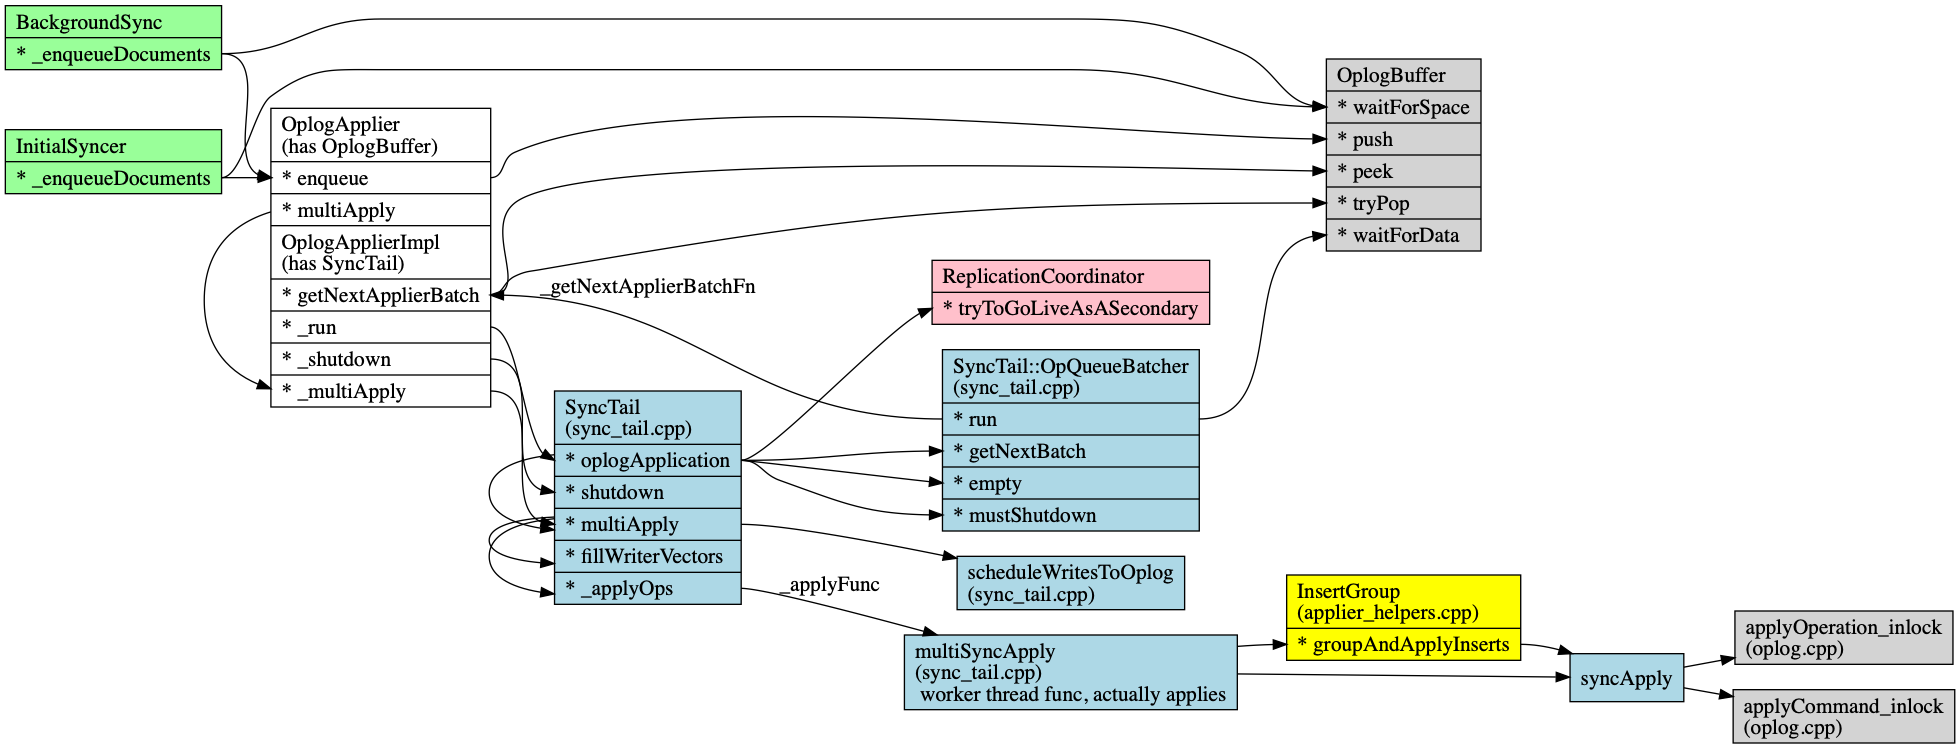 BackgroundSync
* _enqueueDocuments
InitialSyncer
* _enqueueDocuments
OplogApplier
(has OplogBuffer)
* enqueue
* multiApply
OplogApplierImpl
(has SyncTail)
* getNextApplierBatch
* _run
* _shutdown
* _multiApply
OplogBuffer
* waitForSpace
* push
* peek
* tryPop
* waitForData
_getNextApplierBatchFn
ReplicationCoordinator
* tryToGoLiveAsASecondary
SyncTail::OpQueueBatcher
(sync_tail.cpp)
* run
* getNextBatch
* empty
* mustShutdown
SyncTail
(sync_tail.cpp)
* oplogApplication
* shutdown
* multiApply
* fillWriterVectors
* _applyOps
_applyFunc
scheduleWritesToOplog
(sync_tail.cpp)
multiSyncApply
(sync_tail.cpp)
worker thread func, actually applies
InsertGroup
(applier_helpers.cpp)
* groupAndApplyInserts
syncApply
applyOperation_inlock
(oplog.cpp)
applyCommand_inlock
(oplog.cpp)